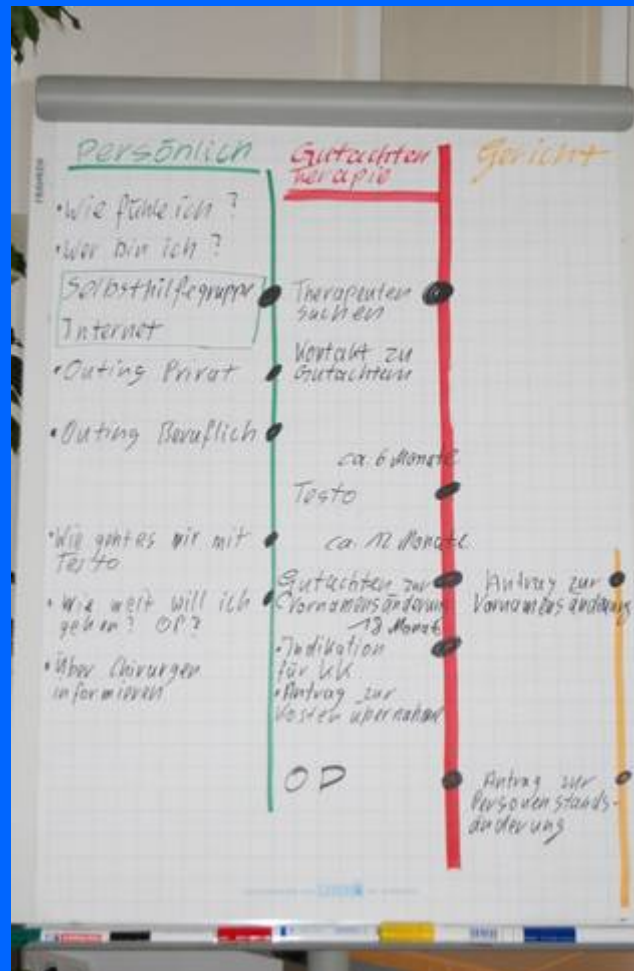 Persönlich
• Wie fühle ich?
• Wer bin ich?
Selbsthilfegruppe
Internet
• Outing Privat
• Outing Beruflich
• Wie geht es mir mit
Testo
• Wie weit will ich
gehen? OP?
• Über Chirurgen
informieren
Gutachten
Therapie
Therapeuten
suchen
Kontakt zu
Gutachtern
ca. 6 Monate
Testo
ca. 12 Monate
Gutachten zur
Vornamensänderung
18 Monat
• Indikation
für KK
• Antrag zur
Kostenübernahme
OP
Gericht
Antrag zur
Vornamensänderung
Antrag zur
Personenstands-
änderung